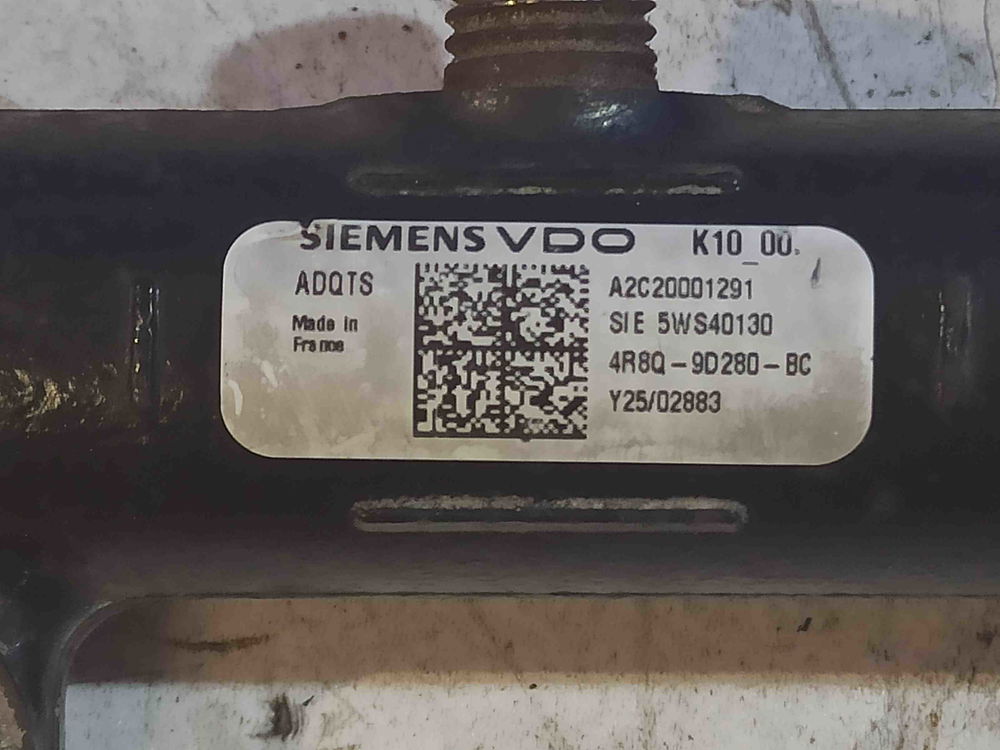 SIEMENS VDO K10_00
ADQTS
Made in
France
A2C20001291
SIE 5WS40130
4R8Q-9D280-BC
Y25/02883